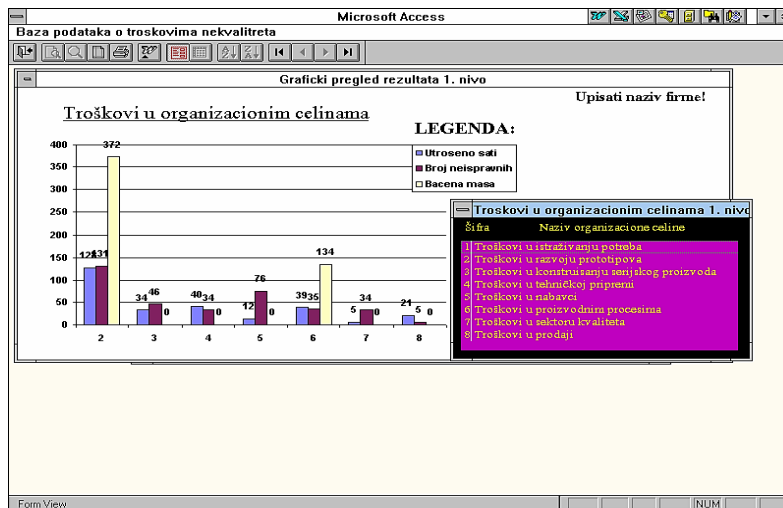 Microsoft Access
Baza podataka o troskovima nekvalitreta
Graficki pregled rezultata 1. nivo
Upisati naziv firme!
Troškovi u organizacionim celinama
LEGENDA:
Utroseno sati
Broj neispravnih
Bacena masa
400
350
300
250
200
150
100
50
0
131 372
34 46 0
40 34 0
12 76 0
39 35 134
5 34 0
21 5 0
2 3 4 5 6 7 8
Troskovi u organizacionim celinama 1. nivo
Šifra Naziv organizacione celine
1 Troškovi u istraživanju potreba
2 Troškovi u razvoju prototipova
3 Troškovi u konstruisanju serijskog proizvoda
4 Troškovi u tehničkoj pripremi
5 Troškovi u nabavci
6 Troškovi u proizvodnim procesima
7 Troškovi u sektoru kvaliteta
8 Troškovi u prodaji
Form View
NUM